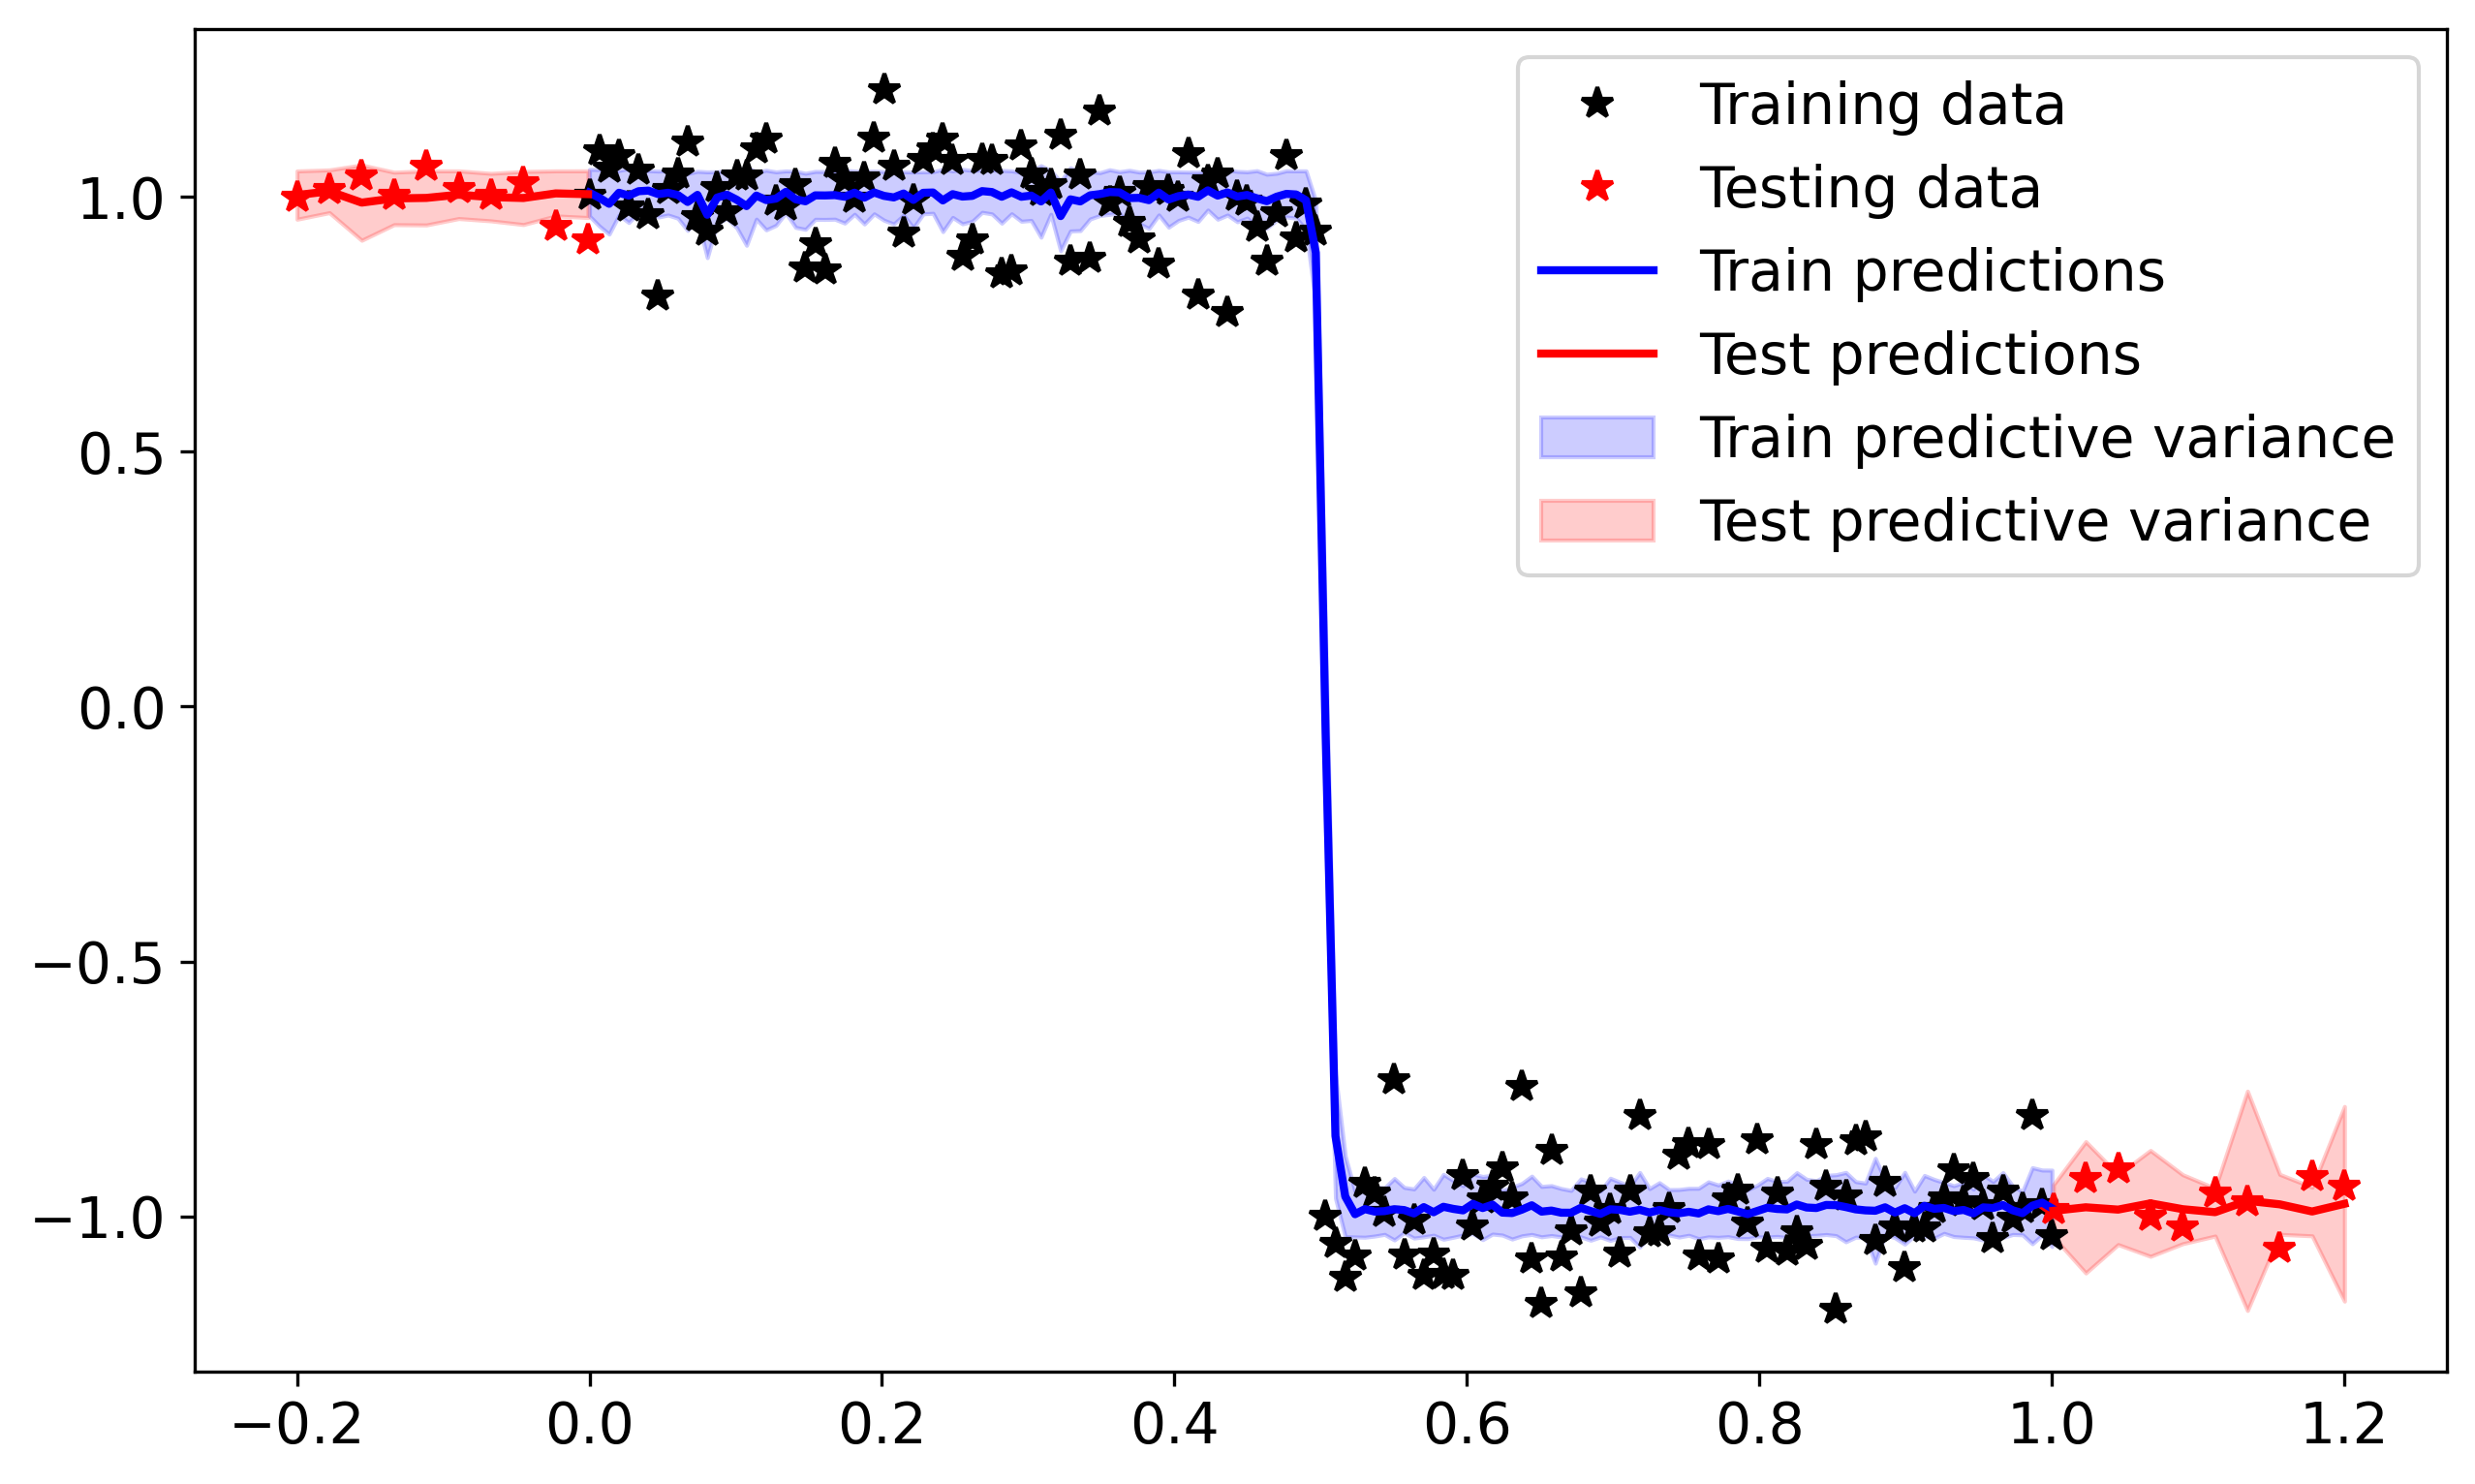 Training data
Testing data
Train predictions
Test predictions
Train predictive variance
Test predictive variance
1.0
0.5
0.0
−0.5
−1.0
−0.2 0.0 0.2 0.4 0.6 0.8 1.0 1.2